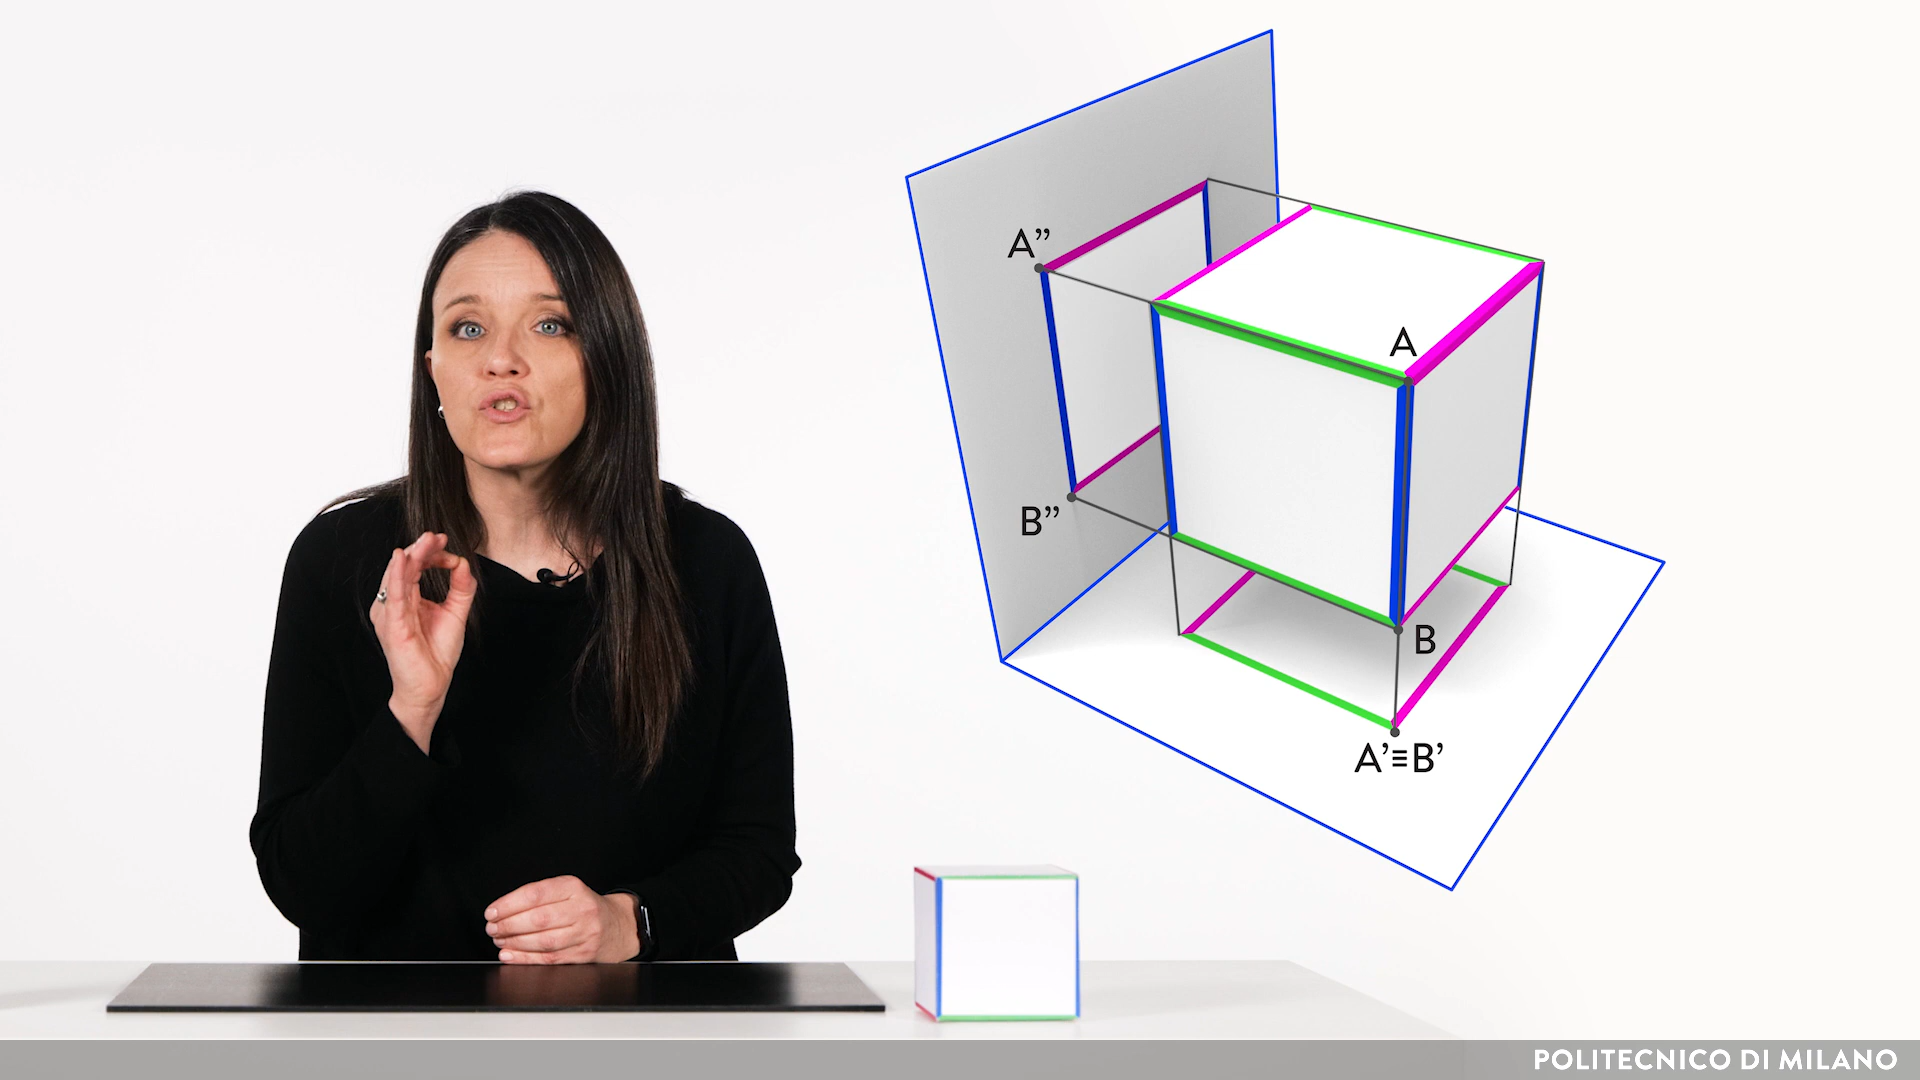 A”
A
B”
B
A’≡B’
POLITECNICO DI MILANO